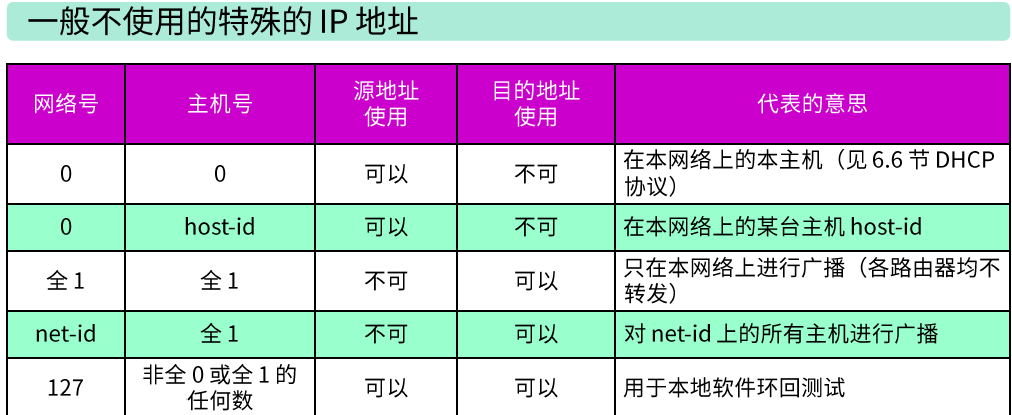 一般不使用的特殊的 IP 地址
网络号 主机号 源地址 目的地址 代表的意思
使用 使用
0 0 可以 不可 在本网络上的本主机（见 6.6 节 DHCP
协议）
0 host-id 可以 不可 在本网络上的某台主机 host-id
全 1 全 1 不可 可以 只在本网络上进行广播（各路由器均不
转发）
net-id 全 1 不可 可以 对 net-id 上的所有主机进行广播
127 非全 0 或全 1 的 可以 可以 用于本地软件环回测试
任何数